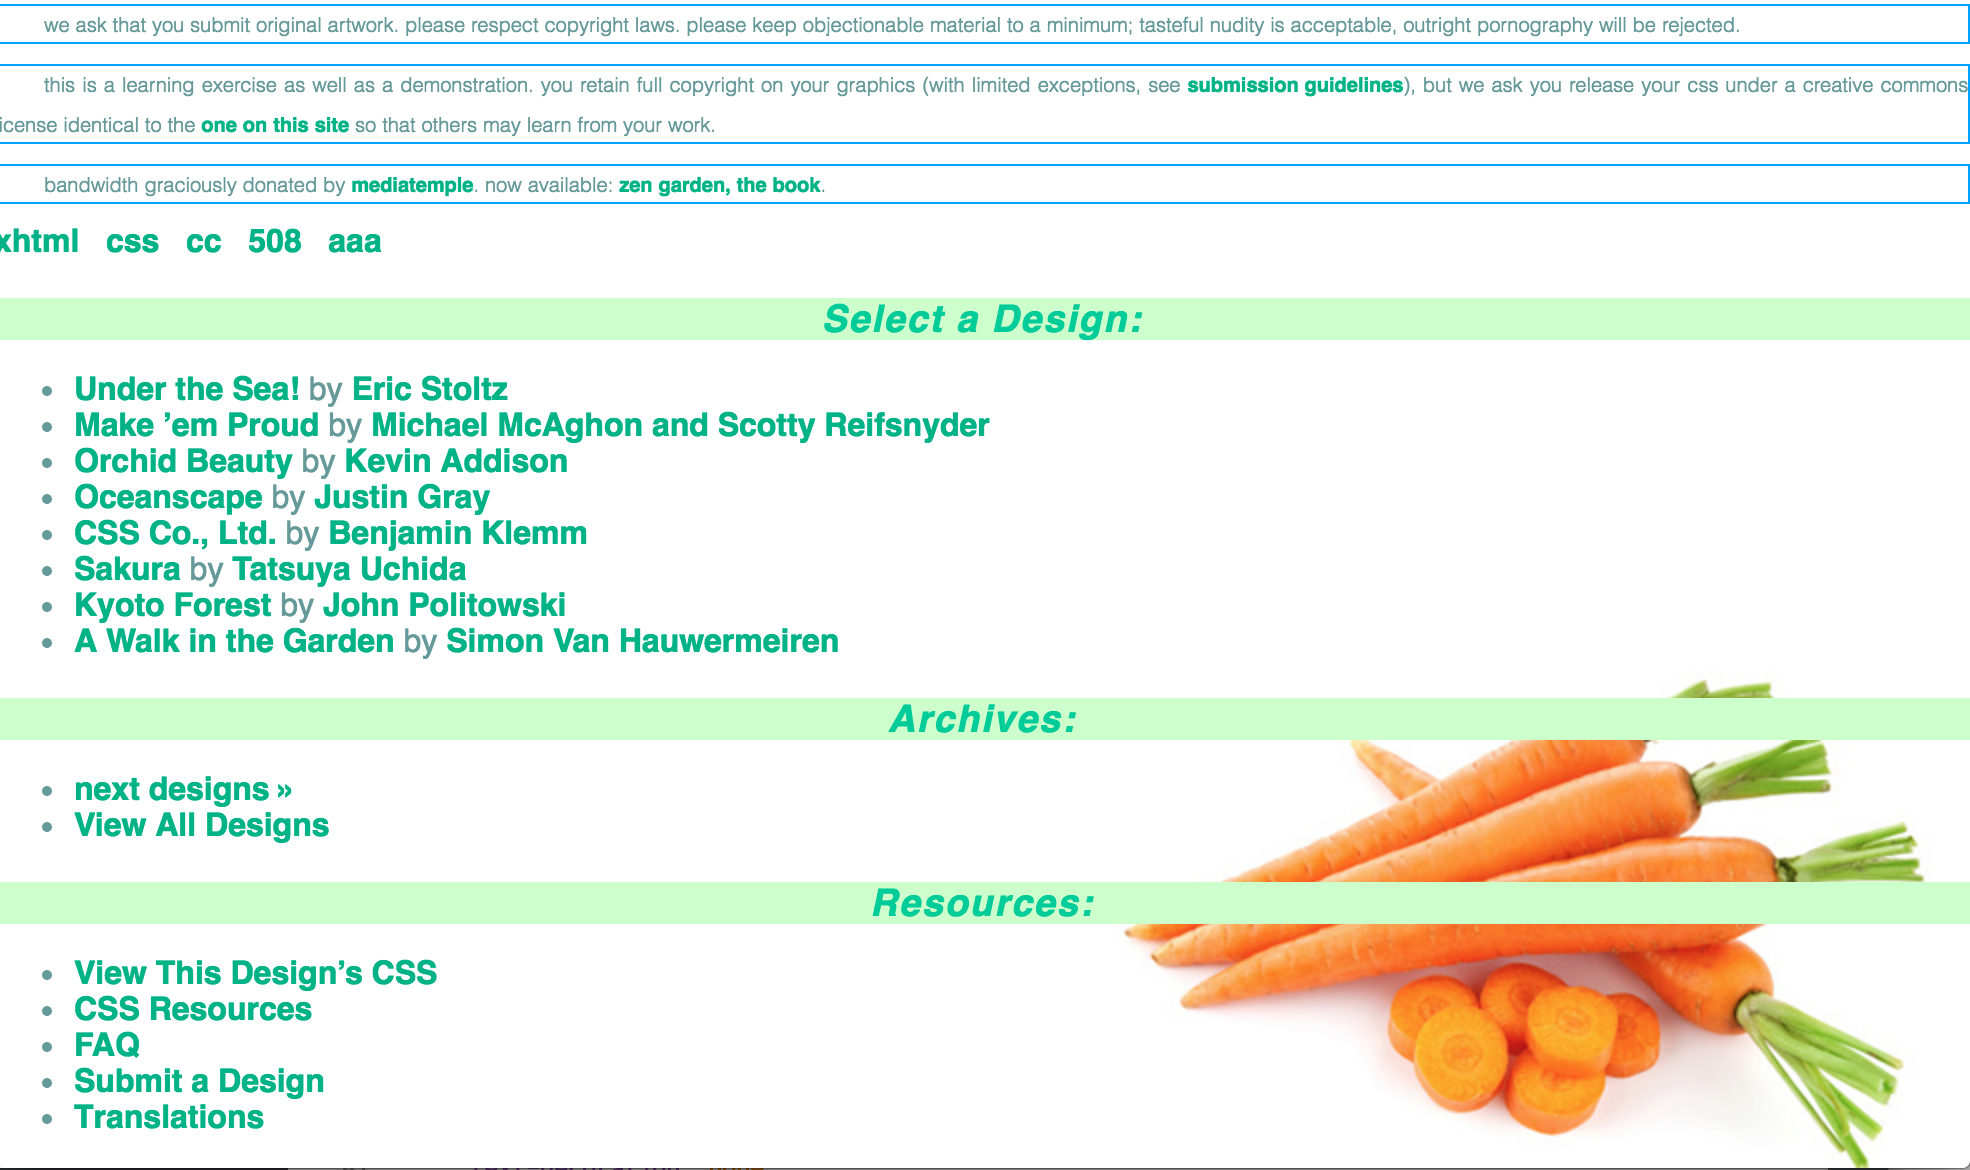 we ask that you submit original artwork. please respect copyright laws. please keep objectionable material to a minimum; tasteful nudity is acceptable, outright pornography will be rejected.
this is a learning exercise as well as a demonstration. you retain full copyright on your graphics (with limited exceptions, see submission guidelines), but we ask you release your css under a creative commons
icense identical to the one on this site so that others may learn from your work.
bandwidth graciously donated by mediatemple. now available: zen garden, the book.
xhtml css cc 508 aaa
Select a Design:
Under the Sea! by Eric Stoltz
Make ’em Proud by Michael McAghon and Scotty Reifsnyder
Orchid Beauty by Kevin Addison
Oceanscape by Justin Gray
CSS Co., Ltd. by Benjamin Klemm
Sakura by Tatsuya Uchida
Kyoto Forest by John Politowski
A Walk in the Garden by Simon Van Hauwermeiren
Archives:
next designs »
View All Designs
Resources:
View This Design’s CSS
CSS Resources
FAQ
Submit a Design
Translations